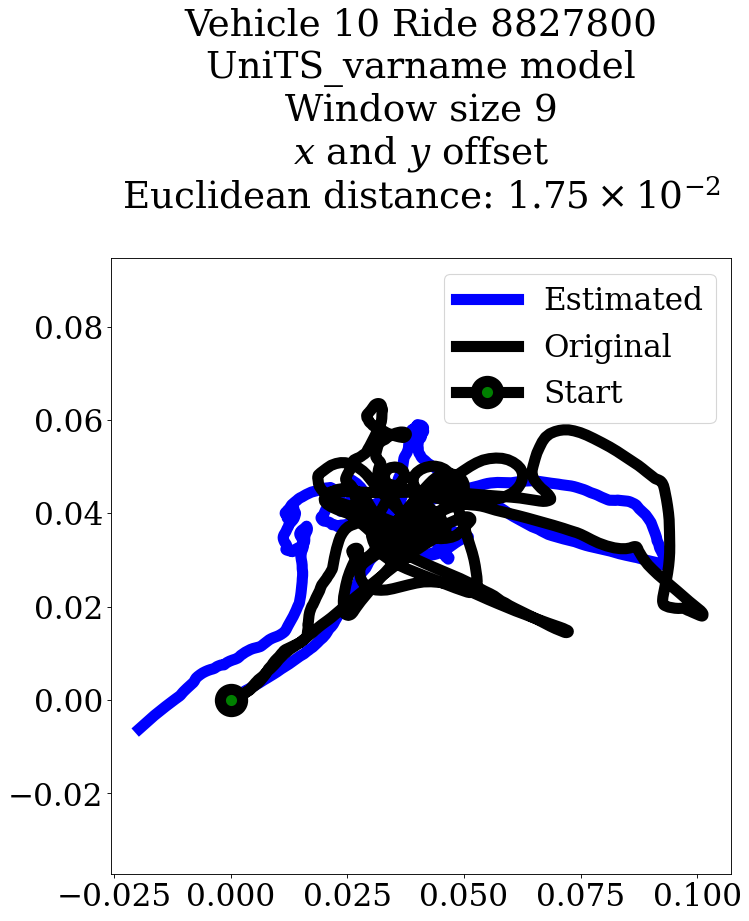 Vehicle 10 Ride 8827800
UniTS_varname model
Window size 9
x and y offset
Euclidean distance: 1.75 × 10⁻²
Estimated
Original
Start
0.08
0.06
0.04
0.02
0.00
−0.02
−0.025 0.000 0.025 0.050 0.075 0.100